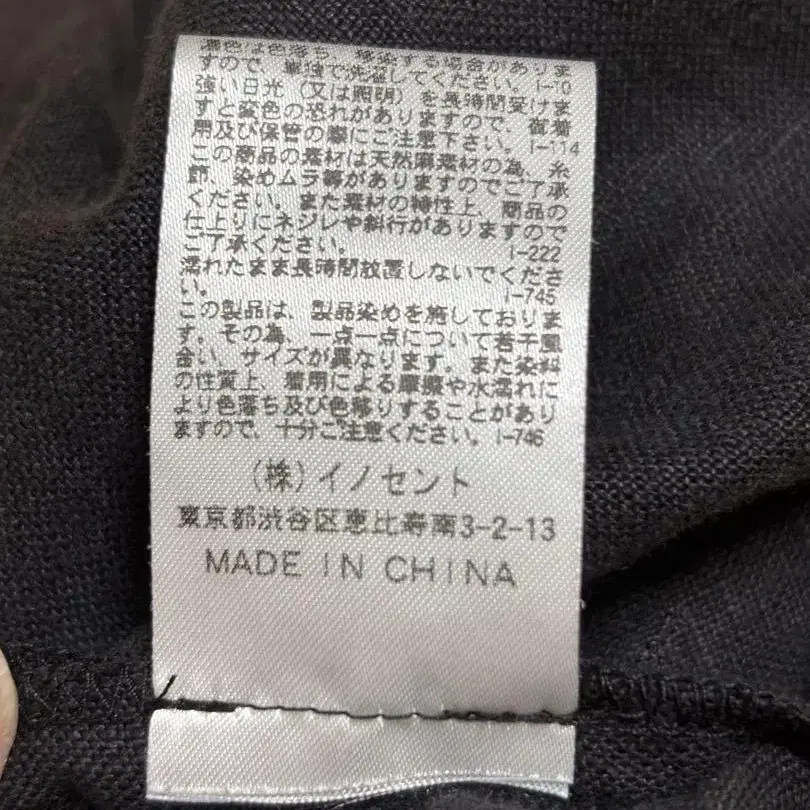 濃色は色落ち、移染する場合がありま
すので、単独で洗濯してください。I-10
強い日光（又は照明）を長時間受けま
すと変色の恐れがありますので、御着
用及び保管の際にご注意下さい。I-114
この商品の素材は天然麻素材の為、糸
節、染めムラ等がありますのでご了承
ください。また素材の特性上、商品の
仕上りにネジレや斜行がありますので
ご了承ください。I-222
濡れたまま長時間放置しないでくださ
い。I-745
この製品は、製品染めを施しておりま
す。その為、一点一点について若干風
合い、サイズが異なります。また染料
の性質上、着用による摩擦や水濡れに
より色落ち及び色移りすることがあり
ますので、十分ご注意ください。I-746
（株）イノセント
東京都渋谷区恵比寿南3-2-13
MADE IN CHINA